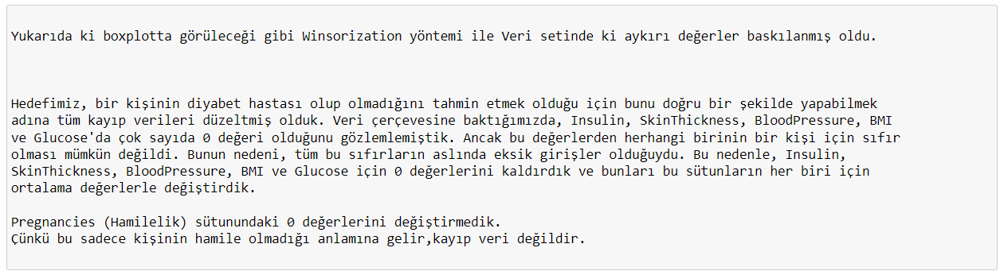 Yukarıda ki boxplotta görüleceği gibi Winsorization yöntemi ile Veri setinde ki aykırı değerler baskılanmış oldu.
Hedefimiz, bir kişinin diyabet hastası olup olmadığını tahmin etmek olduğu için bunu doğru bir şekilde yapabilmek
adına tüm kayıp verileri düzeltmiş olduk. Veri çerçevesine baktığımızda, Insulin, SkinThickness, BloodPressure, BMI
ve Glucose'da çok sayıda 0 değeri olduğunu gözlemlemiştik. Ancak bu değerlerden herhangi birinin bir kişi için sıfır
olması mümkün değildi. Bunun nedeni, tüm bu sıfırların aslında eksik girişler olduğuydu. Bu nedenle, Insulin,
SkinThickness, BloodPressure, BMI ve Glucose için 0 değerlerini kaldırdık ve bunları bu sütunların her biri için
ortalama değerlerle değiştirdik.
Pregnancies (Hamilelik) sütunundaki 0 değerlerini değiştirmedik.
Çünkü bu sadece kişinin hamile olmadığı anlamına gelir,kayıp veri değildir.